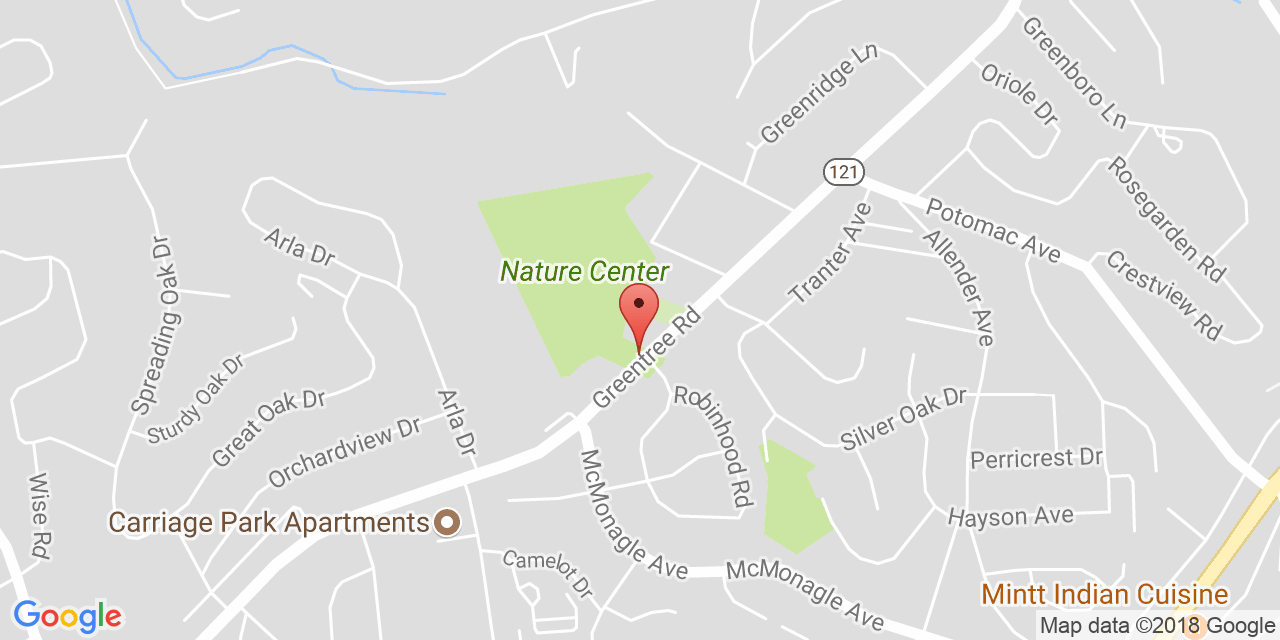 Greenridge Ln
Greenboro Ln
Oriole Dr
121
Rosegarden Rd
Potomac Ave
Tranter Ave
Allender Ave
Crestview Rd
Arla Dr
Spreading Oak Dr
Nature Center
Greentree Rd
Sturdy Oak Dr
Great Oak Dr
Orchardview Dr
Arla Dr
Robinhood Rd
Silver Oak Dr
Perricrest Dr
Wise Rd
Carriage Park Apartments
McMonagle Ave
Hayson Ave
Camelot Dr
McMonagle Ave
Mintt Indian Cuisine
Google
Map data ©2018 Google